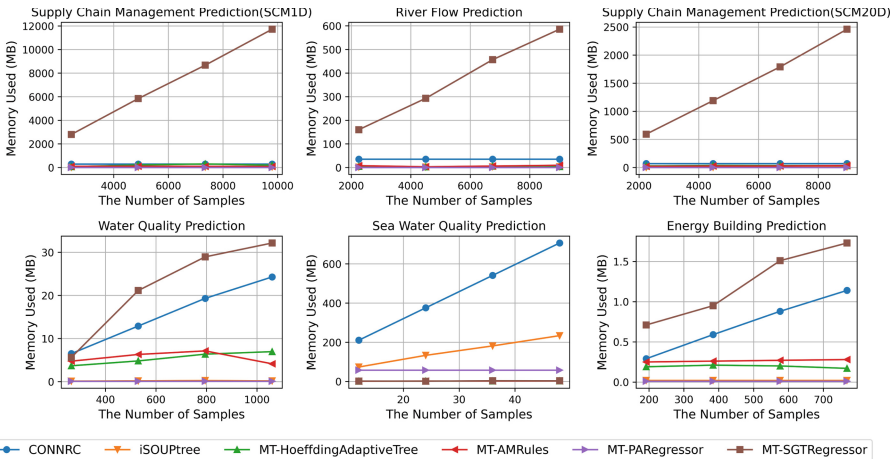 Supply Chain Management Prediction(SCM1D)
Memory Used (MB)
12000
10000
8000
6000
4000
2000
0
4000 6000 8000 10000
The Number of Samples
River Flow Prediction
Memory Used (MB)
600
500
400
300
200
100
0
2000 4000 6000 8000
The Number of Samples
Supply Chain Management Prediction(SCM20D)
Memory Used (MB)
2500
2000
1500
1000
500
0
2000 4000 6000 8000
The Number of Samples
Water Quality Prediction
Memory Used (MB)
30
20
10
0
400 600 800 1000
The Number of Samples
Sea Water Quality Prediction
Memory Used (MB)
600
400
200
0
20 30 40
The Number of Samples
Energy Building Prediction
Memory Used (MB)
1.5
1.0
0.5
0.0
200 300 400 500 600 700
The Number of Samples
CONNRC iSOUPtree MT-HoeffdingAdaptiveTree MT-AMRules MT-PARegressor MT-SGTRegressor